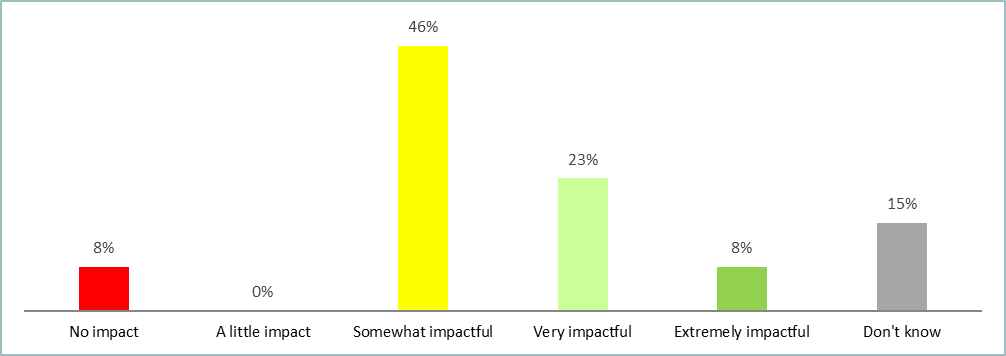 46%
23%
15%
8%
8%
0%
No impact
A little impact
Somewhat impactful
Very impactful
Extremely impactful
Don't know